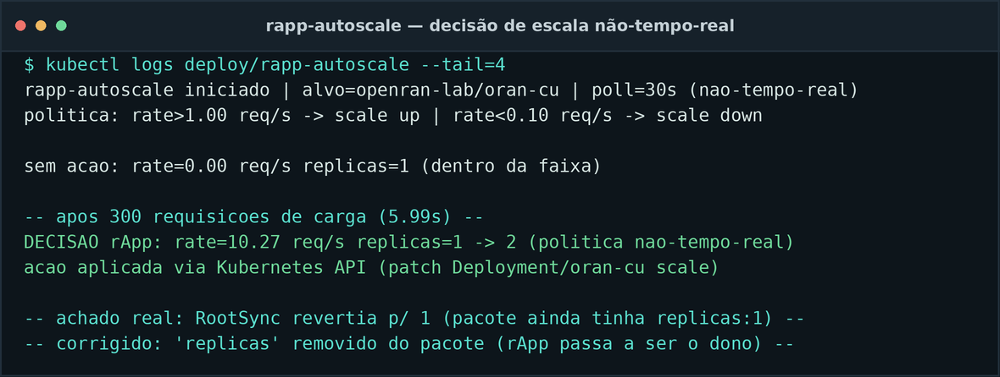 rapp-autoscale — decisão de escala não-tempo-real
$ kubectl logs deploy/rapp-autoscale --tail=4
rapp-autoscale iniciado | alvo=openran-lab/oran-cu | poll=30s (nao-tempo-real)
politica: rate>1.00 req/s -> scale up | rate<0.10 req/s -> scale down
sem acao: rate=0.00 req/s replicas=1 (dentro da faixa)
-- apos 300 requisicoes de carga (5.99s) --
DECISAO rApp: rate=10.27 req/s replicas=1 -> 2 (politica nao-tempo-real)
acao aplicada via Kubernetes API (patch Deployment/oran-cu scale)
-- achado real: RootSync revertia p/ 1 (pacote ainda tinha replicas:1) --
-- corrigido: 'replicas' removido do pacote (rApp passa a ser o dono) --